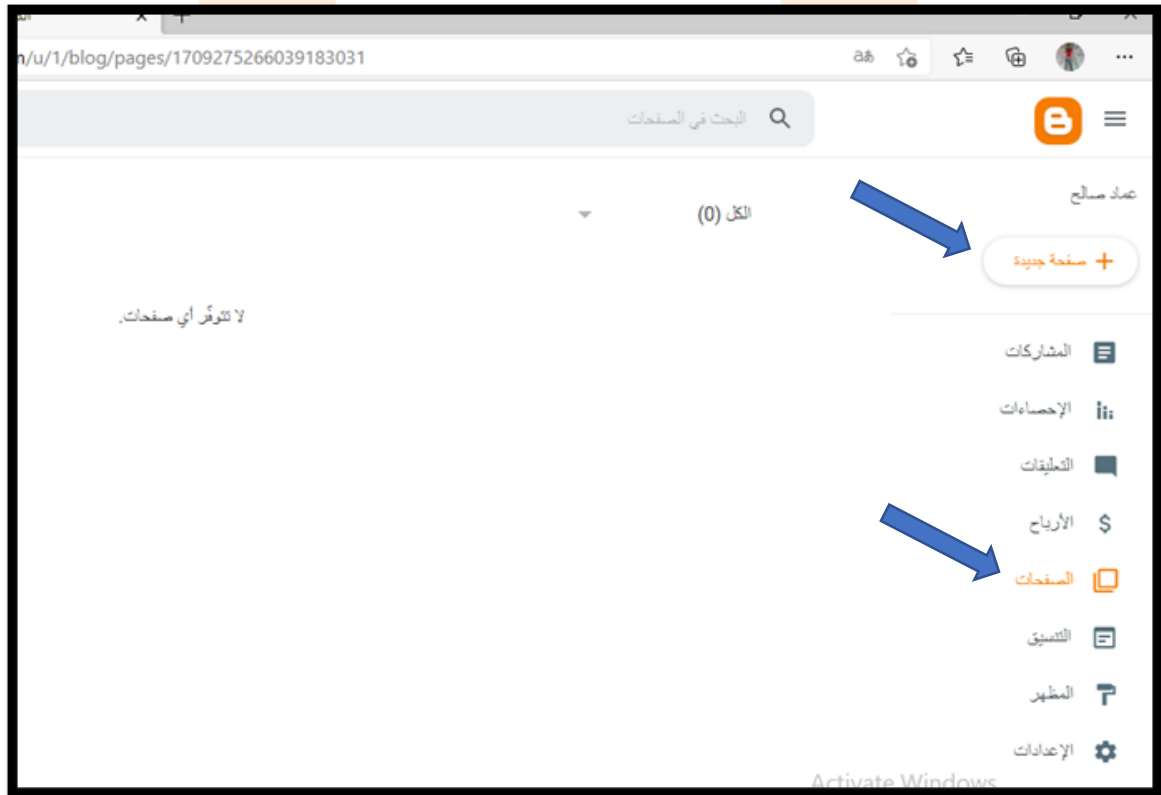 n/u/1/blog/pages/1709275266039183031
البحث في الصفحات
عماد صالح
الكل (0)
+ صفحة جديدة
لا تتوفّر أي صفحات.
المشاركات
الإحصاءات
التعليقات
الأرباح
الصفحات
التنسيق
المظهر
الإعدادات
Activate Windows